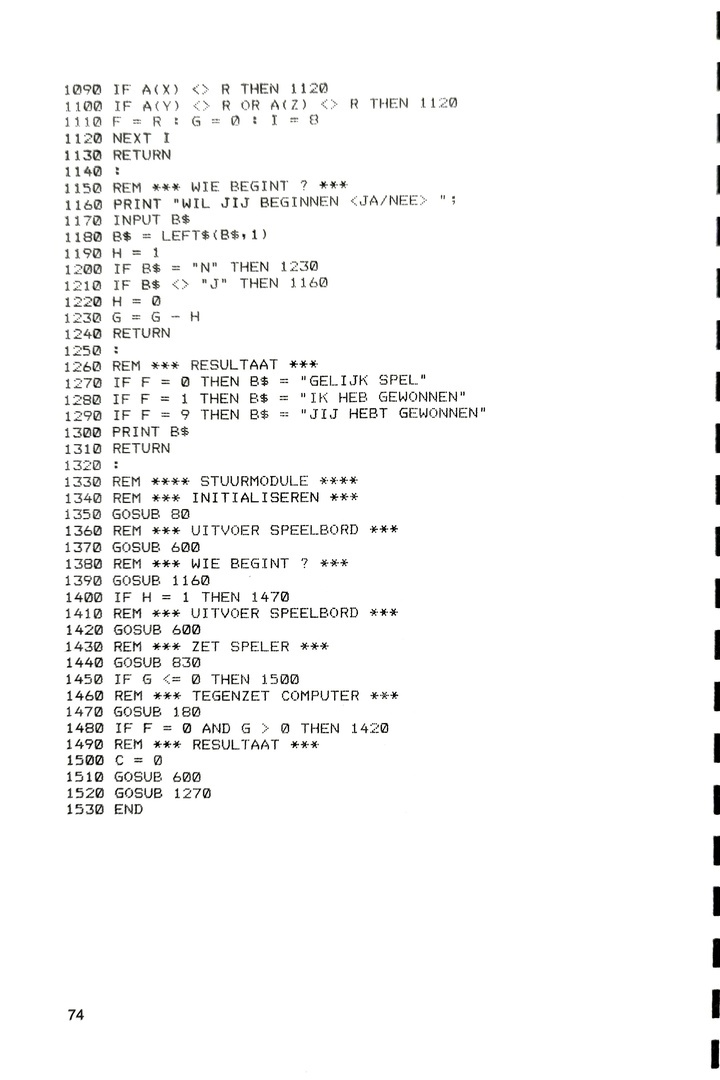 1090 IF A(X) <> R THEN 1120
1100 IF A(Y) <> R OR A(Z) <> R THEN 1120
1110 F = R : G = 0 : I = 8
1120 NEXT I
1130 RETURN
1140 :
1150 REM *** WIE BEGINT ? ***
1160 PRINT "WIL JIJ BEGINNEN <JA/NEE> ";
1170 INPUT B$
1180 B$ = LEFT$(B$,1)
1190 H = 1
1200 IF B$ = "N" THEN 1230
1210 IF B$ <> "J" THEN 1160
1220 H = 0
1230 G = G - H
1240 RETURN
1250 :
1260 REM *** RESULTAAT ***
1270 IF F = 0 THEN B$ = "GELIJK SPEL"
1280 IF F = 1 THEN B$ = "IK HEB GEWONNEN"
1290 IF F = 9 THEN B$ = "JIJ HEBT GEWONNEN"
1300 PRINT B$
1310 RETURN
1320 :
1330 REM **** STUURMODULE ****
1340 REM *** INITIALISEREN ***
1350 GOSUB 80
1360 REM *** UITVOER SPEELBORD ***
1370 GOSUB 600
1380 REM *** WIE BEGINT ? ***
1390 GOSUB 1160
1400 IF H = 1 THEN 1470
1410 REM *** UITVOER SPEELBORD ***
1420 GOSUB 600
1430 REM *** ZET SPELER ***
1440 GOSUB 830
1450 IF G <= 0 THEN 1500
1460 REM *** TEGENZET COMPUTER ***
1470 GOSUB 180
1480 IF F = 0 AND G > 0 THEN 1420
1490 REM *** RESULTAAT ***
1500 C = 0
1510 GOSUB 600
1520 GOSUB 1270
1530 END
74